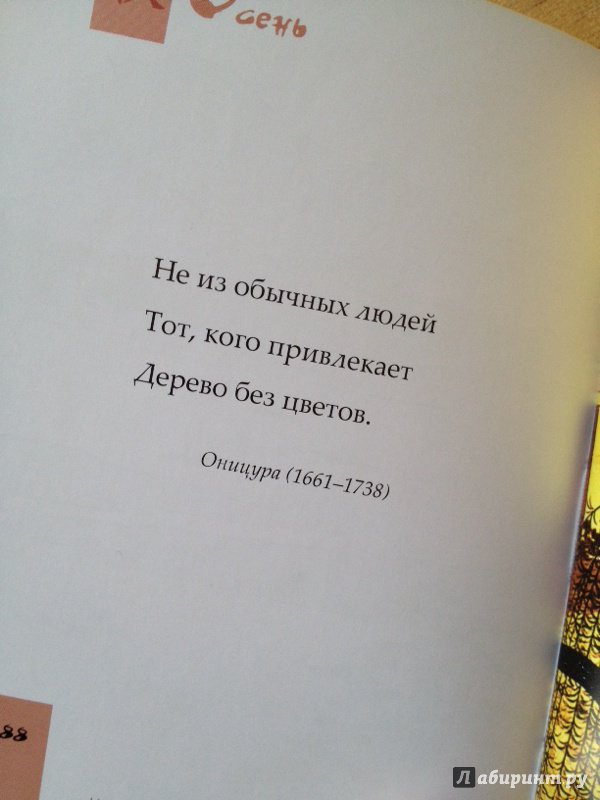 Осень
Не из обычных людей
Тот, кого привлекает
Дерево без цветов.
Оницура (1661–1738)
88
Лабиринт.ру